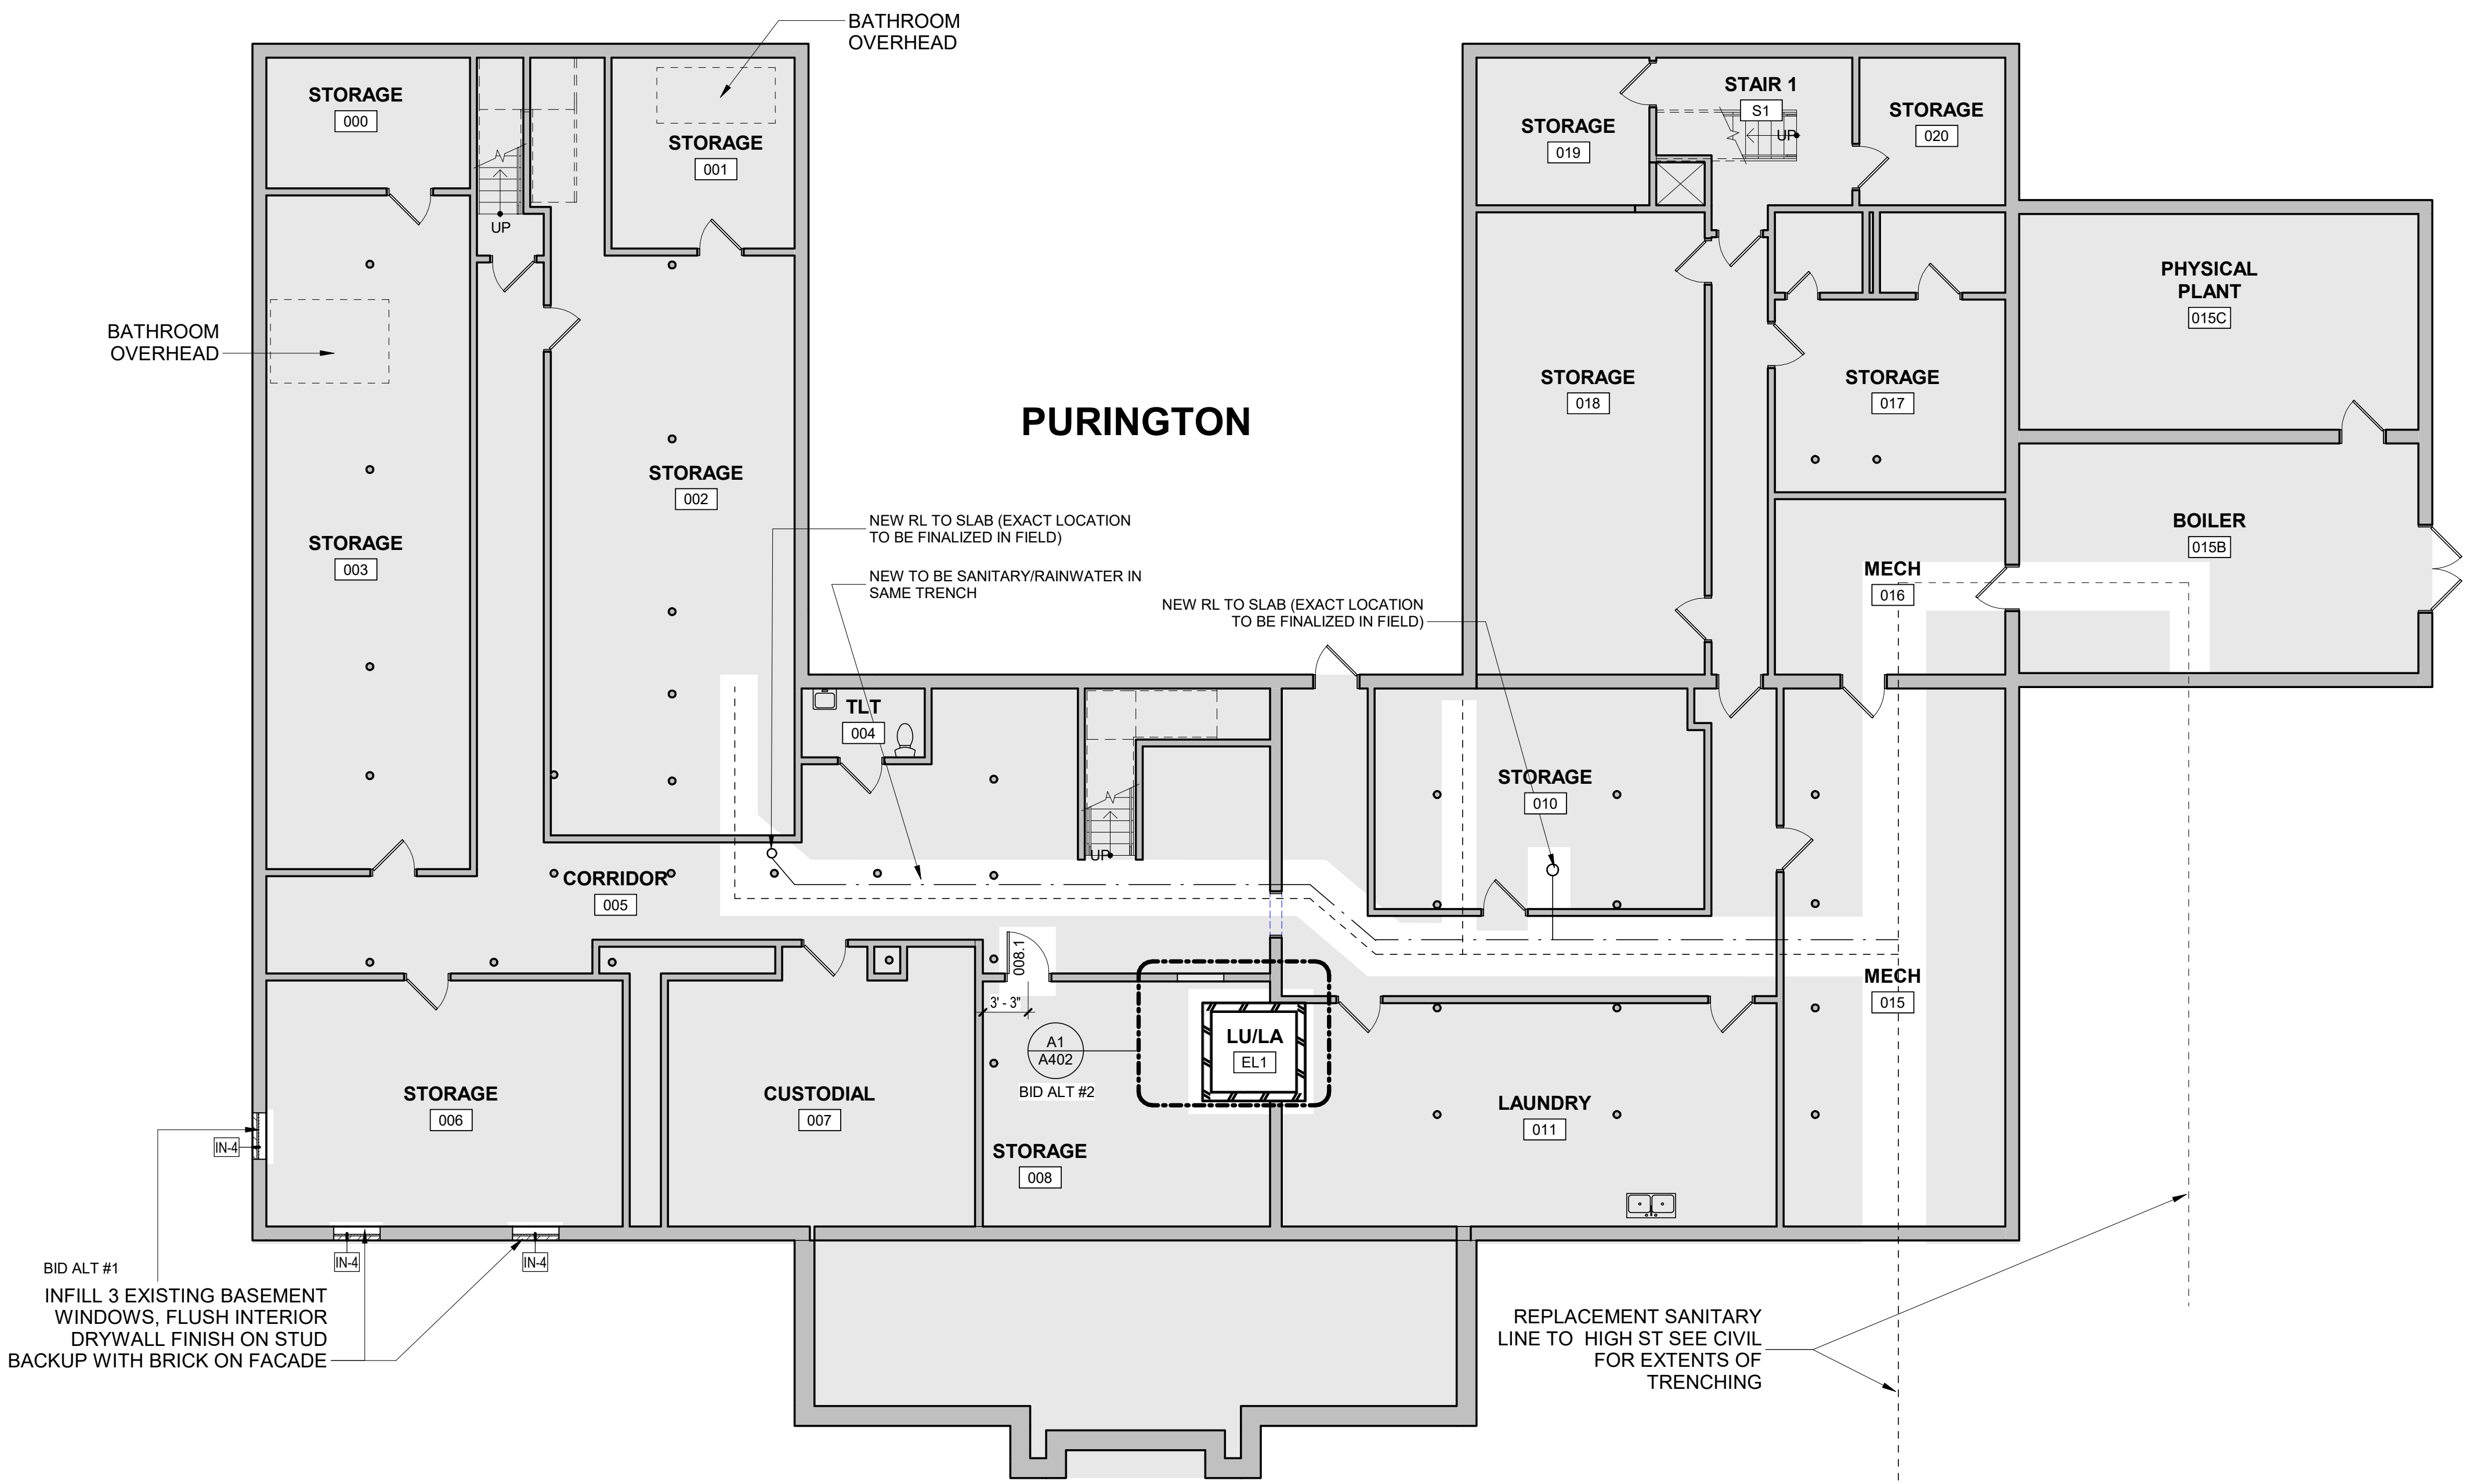 BATHROOM
OVERHEAD
STORAGE
000
STORAGE
001
UP
STAIR 1
S1
UP
STORAGE
019
STORAGE
020
BATHROOM
OVERHEAD
PHYSICAL
PLANT
015C
STORAGE
018
STORAGE
017
PURINGTON
STORAGE
002
STORAGE
003
NEW RL TO SLAB (EXACT LOCATION
TO BE FINALIZED IN FIELD)
NEW TO BE SANITARY/RAINWATER IN
SAME TRENCH
NEW RL TO SLAB (EXACT LOCATION
TO BE FINALIZED IN FIELD)
BOILER
015B
MECH
016
TLT
004
STORAGE
010
UP
CORRIDOR
005
008.1
3' - 3"
MECH
015
LU/LA
EL1
A1
A402
BID ALT #2
STORAGE
006
CUSTODIAL
007
STORAGE
008
LAUNDRY
011
IN-4
IN-4
IN-4
BID ALT #1
INFILL 3 EXISTING BASEMENT
WINDOWS, FLUSH INTERIOR
DRYWALL FINISH ON STUD
BACKUP WITH BRICK ON FACADE
REPLACEMENT SANITARY
LINE TO HIGH ST SEE CIVIL
FOR EXTENTS OF
TRENCHING